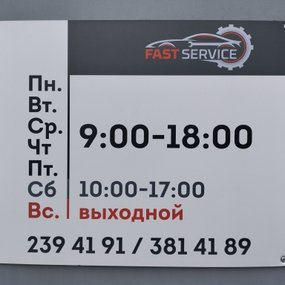 FAST SERVICE
Пн.
Вт.
Ср.
Чт
Пт.
9:00-18:00
Сб 10:00-17:00
Вс. выходной
239 41 91 / 381 41 89